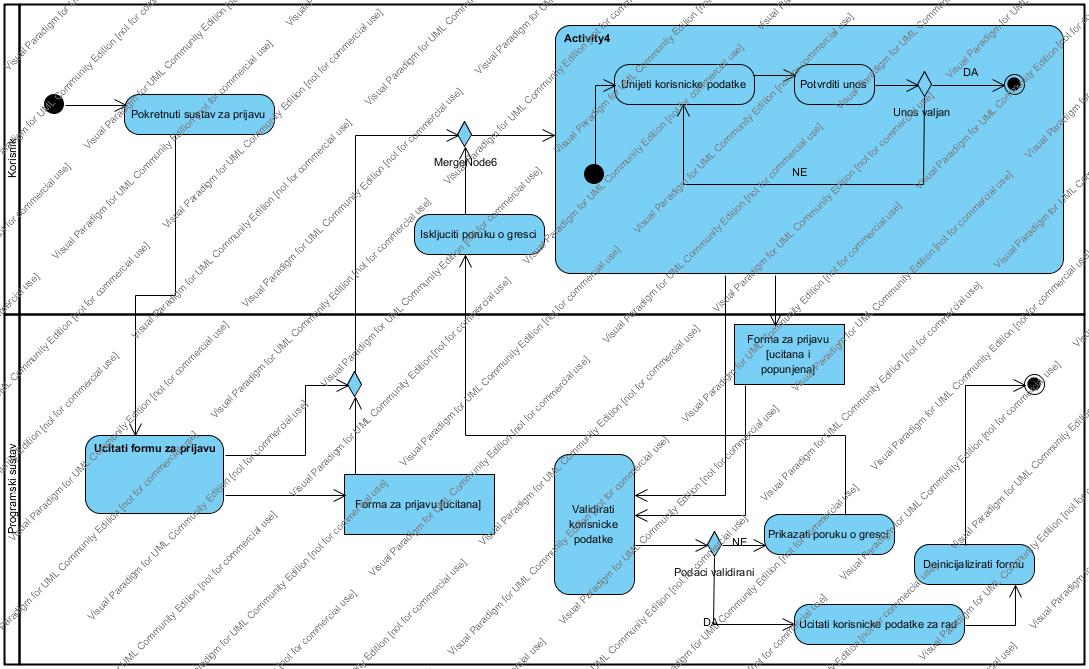 Activity4
Unijeti korisnicke podatke
Potvrditi unos
DA
Unos valjan
NE
Korisnik
Pokretnuti sustav za prijavu
MergeNode6
Iskljuciti poruku o gresci
Programski sustav
Forma za prijavu
[ucitana i
popunjena]
Ucitati formu za prijavu
Forma za prijavu [ucitana]
Validirati
korisnicke
podatke
NE
Podaci validirani
DA
Prikazati poruku o gresci
Deinicijalizirati formu
Ucitati korisnicke podatke za rad
Visual Paradigm for UML Community Edition [not for commercial use]